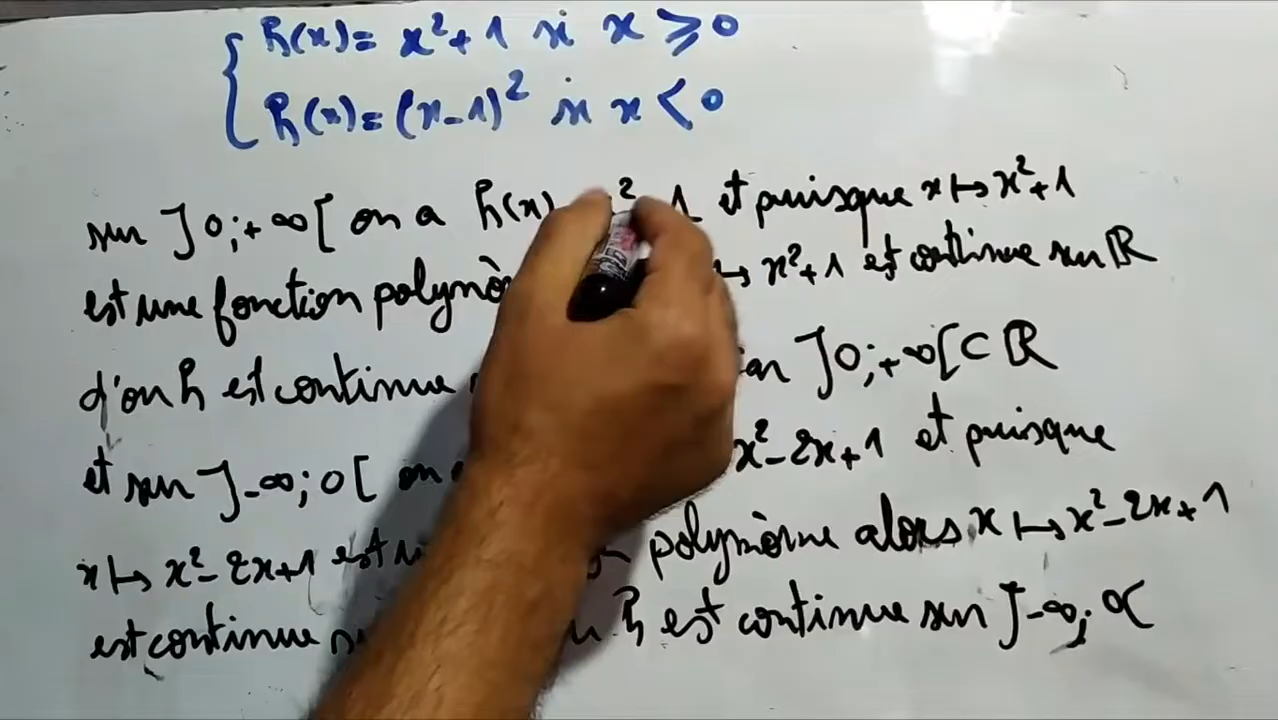 h(x) = x²+1 si x ≥ 0
h(x) = (x-1)² si x < 0
sur ]0;+∞[ on a h(x) ² 1 et puisque x ↦ x²+1
est une fonction polynô ↦ x²+1 est continue sur ℝ
d'où h est continue ]0;+∞[ ⊂ ℝ
et sur ]-∞;0[ on x²-2x+1 et puisque
x ↦ x²-2x+1 est polynôme alors x ↦ x²-2x+1
est continue h est continue sur ]-∞;0[